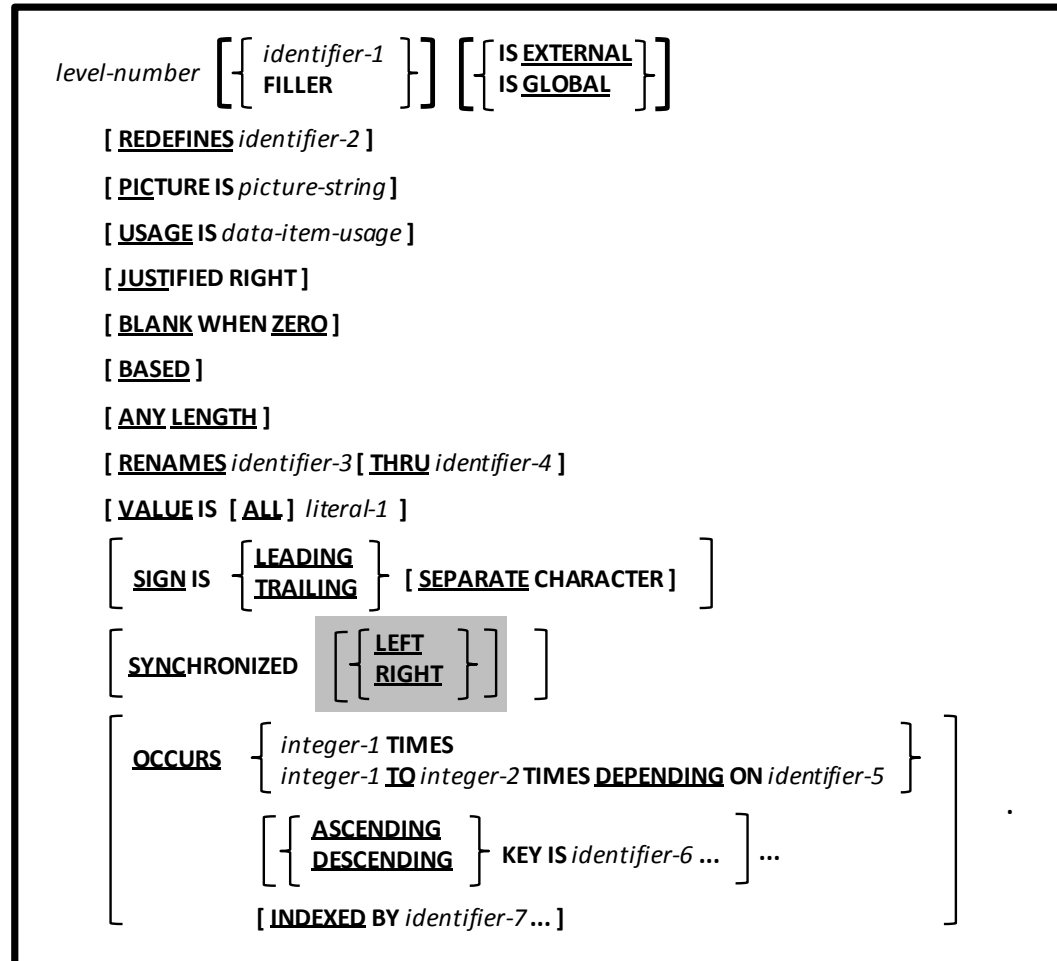 level-number [ { identifier-1 } ] [ { IS EXTERNAL } ]
FILLER IS GLOBAL
[ REDEFINES identifier-2 ]
[ PICTURE IS picture-string ]
[ USAGE IS data-item-usage ]
[ JUSTIFIED RIGHT ]
[ BLANK WHEN ZERO ]
[ BASED ]
[ ANY LENGTH ]
[ RENAMES identifier-3 [ THRU identifier-4 ]
[ VALUE IS [ ALL ] literal-1 ]
LEADING
SIGN IS { TRAILING } [ SEPARATE CHARACTER ]
LEFT
SYNCHRONIZED [ { RIGHT } ]
integer-1 TIMES
OCCURS { integer-1 TO integer-2 TIMES DEPENDING ON identifier-5 }
.
ASCENDING
[ { DESCENDING } KEY IS identifier-6 ... ] ...
[ INDEXED BY identifier-7 ... ]